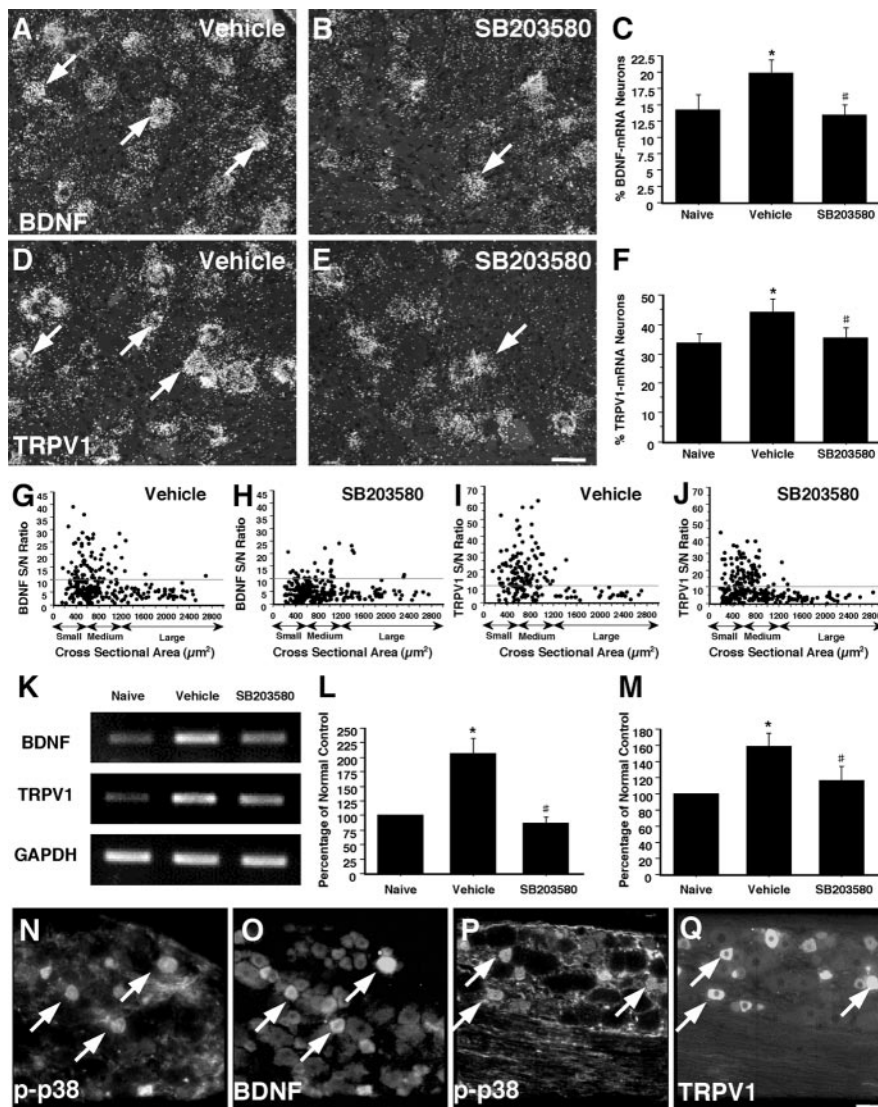 A Vehicle
BDNF
B SB203580
C
% BDNF-mRNA Neurons
22.5
20
17.5
15
12.5
10
7.5
5
2.5
0
*
#
Naive Vehicle SB203580
D Vehicle
TRPV1
E SB203580
F
% TRPV1-mRNA Neurons
50
40
30
20
10
0
*
#
Naive Vehicle SB203580
G Vehicle
BDNF S/N Ratio
45
40
35
30
25
20
15
10
5
0
0 400 800 1200 1600 2000 2400 2800
Small Medium Large
Cross Sectional Area (µm²)
H SB203580
BDNF S/N Ratio
45
40
35
30
25
20
15
10
5
0
0 400 800 1200 1600 2000 2400 2800
Small Medium Large
Cross Sectional Area (µm²)
I Vehicle
TRPV1 S/N Ratio
70
60
50
40
30
20
10
0
0 400 800 1200 1600 2000 2400 2800
Small Medium Large
Cross Sectional Area (µm²)
J SB203580
TRPV1 S/N Ratio
70
60
50
40
30
20
10
0
0 400 800 1200 1600 2000 2400 2800
Small Medium Large
Cross Sectional Area (µm²)
K
Naive Vehicle SB203580
BDNF
TRPV1
GAPDH
L
Percentage of Normal Control
250
225
200
175
150
125
100
75
50
25
0
*
#
Naive Vehicle SB203580
M
Percentage of Normal Control
180
160
140
120
100
80
60
40
20
0
*
#
Naive Vehicle SB203580
N
p-p38
O
BDNF
P
p-p38
Q
TRPV1